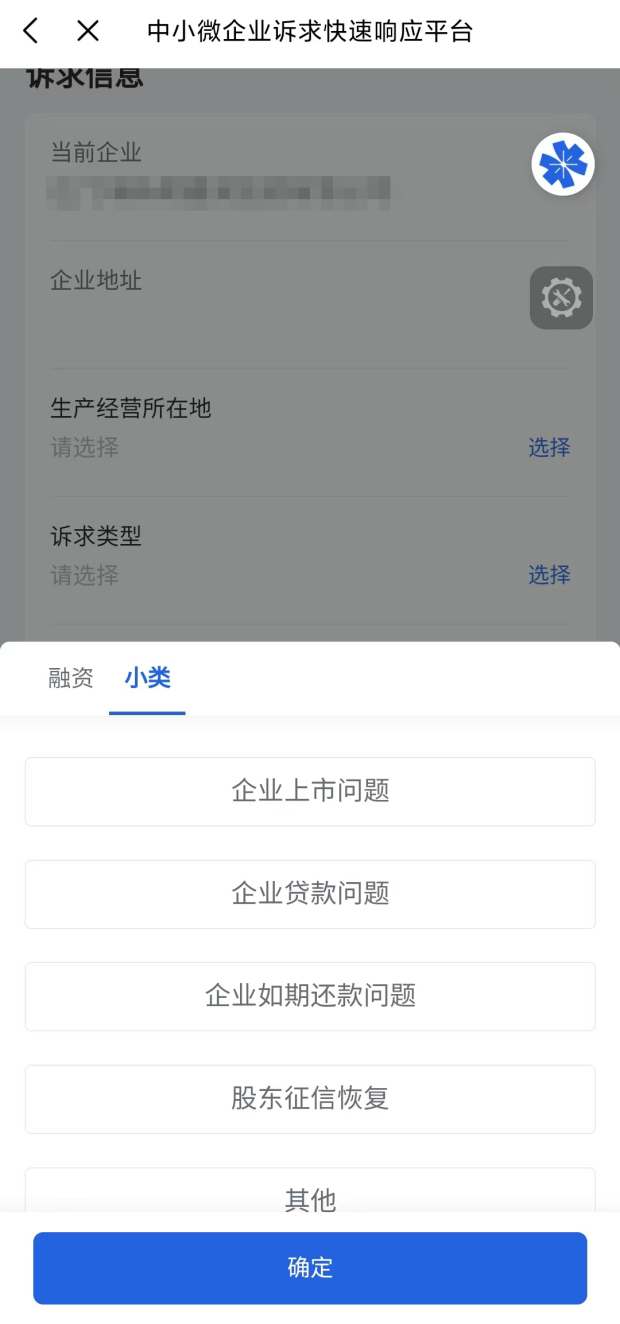 中小微企业诉求快速响应平台
诉求信息
当前企业
企业地址
生产经营所在地
请选择 选择
诉求类型
请选择 选择
融资 小类
企业上市问题
企业贷款问题
企业如期还款问题
股东征信恢复
其他
确定